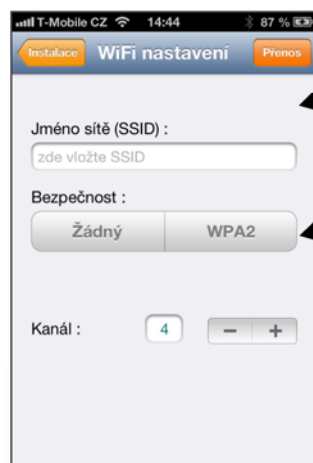 T-Mobile CZ 14:44 87 %
Instalace WiFi nastavení Přenos
Jméno sítě (SSID) :
zde vložte SSID
Bezpečnost :
Žádný WPA2
Kanál : 4 − +